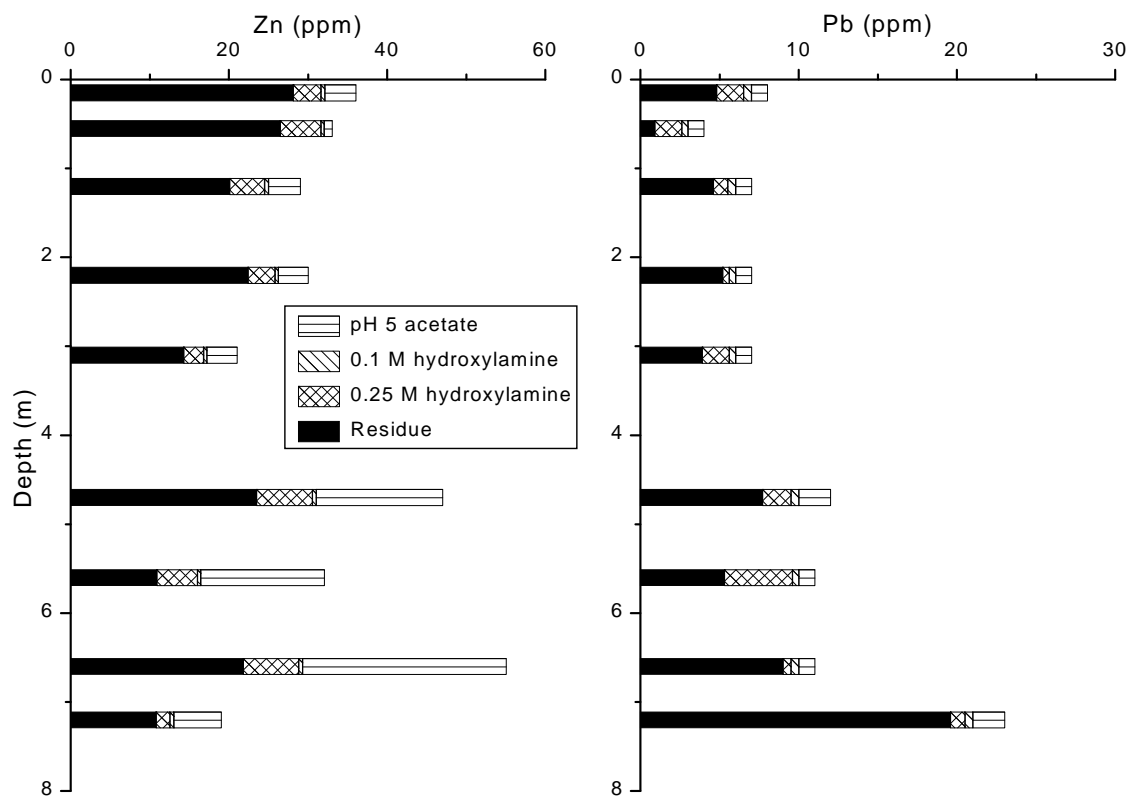 Zn (ppm)
0 20 40 60
Pb (ppm)
0 10 20 30
Depth (m)
0
2
4
6
8
pH 5 acetate
0.1 M hydroxylamine
0.25 M hydroxylamine
Residue
0
2
4
6
8